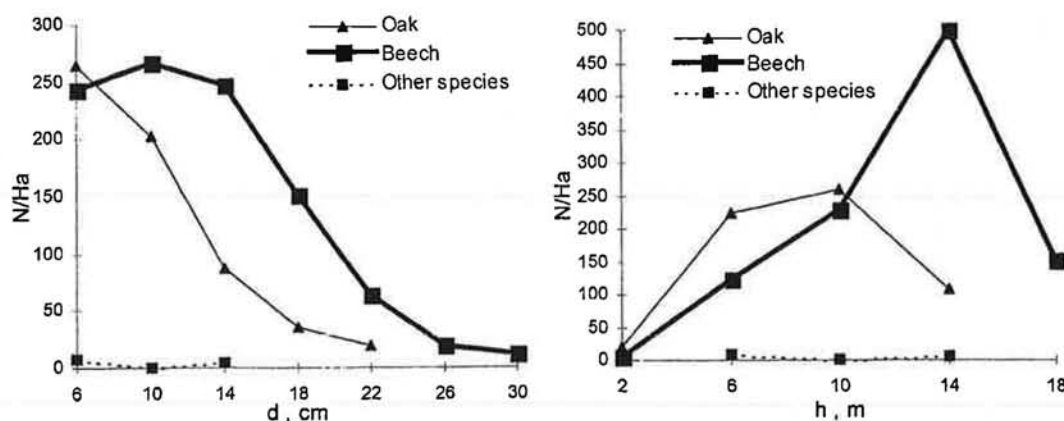 300
250
200
150
100
50
0
N/Ha
Oak
Beech
Other species
6 10 14 18 22 26 30
d , cm
500
450
400
350
300
250
200
150
100
50
0
N/Ha
Oak
Beech
Other species
2 6 10 14 18
h , m